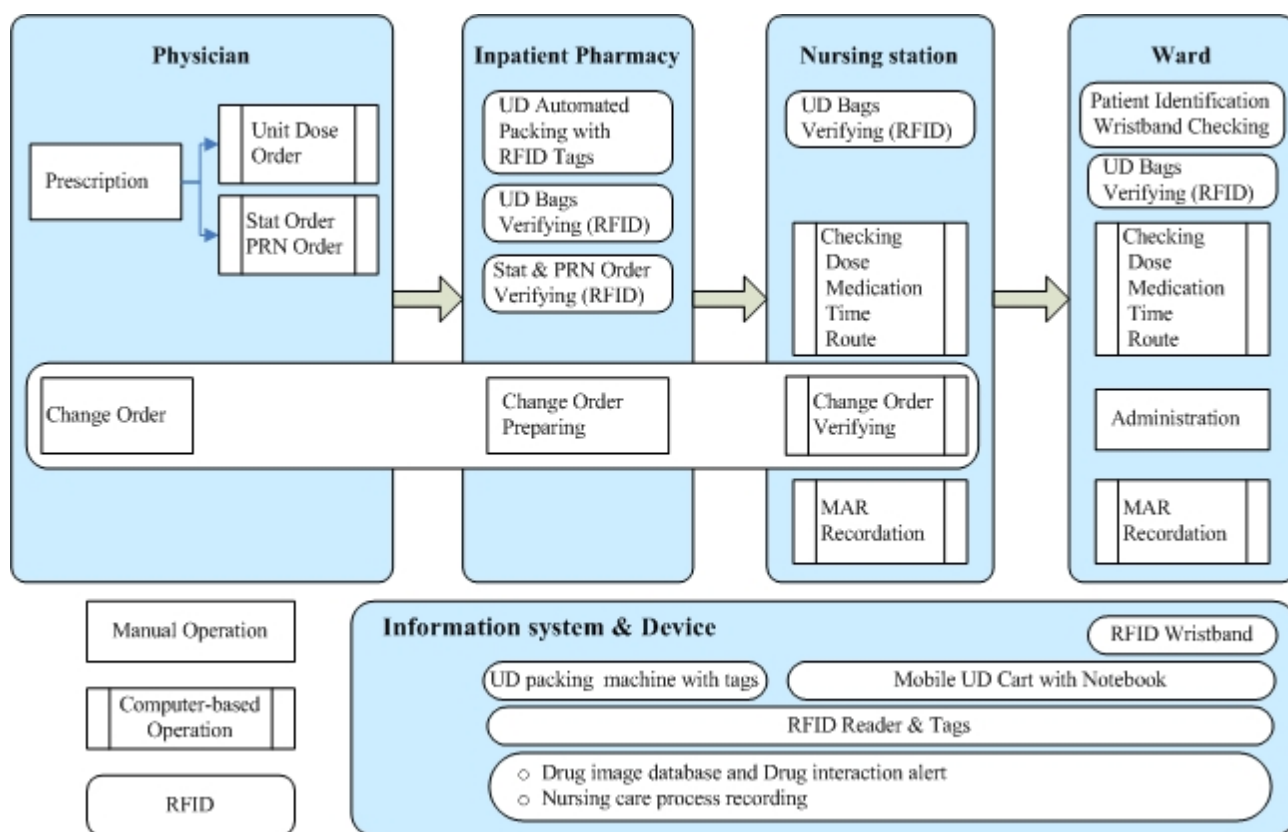 Physician
Prescription
Unit Dose
Order
Stat Order
PRN Order
Inpatient Pharmacy
UD Automated
Packing with
RFID Tags
UD Bags
Verifying (RFID)
Stat & PRN Order
Verifying (RFID)
Nursing station
UD Bags
Verifying (RFID)
Checking
Dose
Medication
Time
Route
Ward
Patient Identification
Wristband Checking
UD Bags
Verifying (RFID)
Checking
Dose
Medication
Time
Route
Change Order
Change Order
Preparing
Change Order
Verifying
Administration
MAR
Recordation
MAR
Recordation
Manual Operation
Computer-based
Operation
RFID
Information system & Device
RFID Wristband
UD packing machine with tags
Mobile UD Cart with Notebook
RFID Reader & Tags
○ Drug image database and Drug interaction alert
○ Nursing care process recording